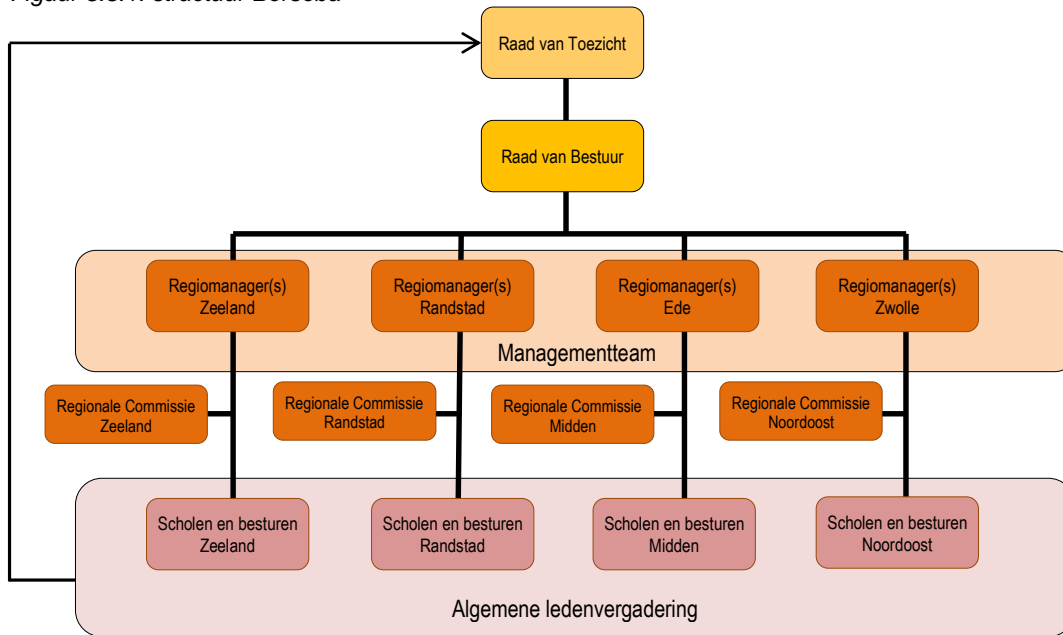 Raad van Toezicht
Raad van Bestuur
Regiomanager(s)
Zeeland
Regiomanager(s)
Randstad
Regiomanager(s)
Ede
Regiomanager(s)
Zwolle
Managementteam
Regionale Commissie
Zeeland
Regionale Commissie
Randstad
Regionale Commissie
Midden
Regionale Commissie
Noordoost
Scholen en besturen
Zeeland
Scholen en besturen
Randstad
Scholen en besturen
Midden
Scholen en besturen
Noordoost
Algemene ledenvergadering